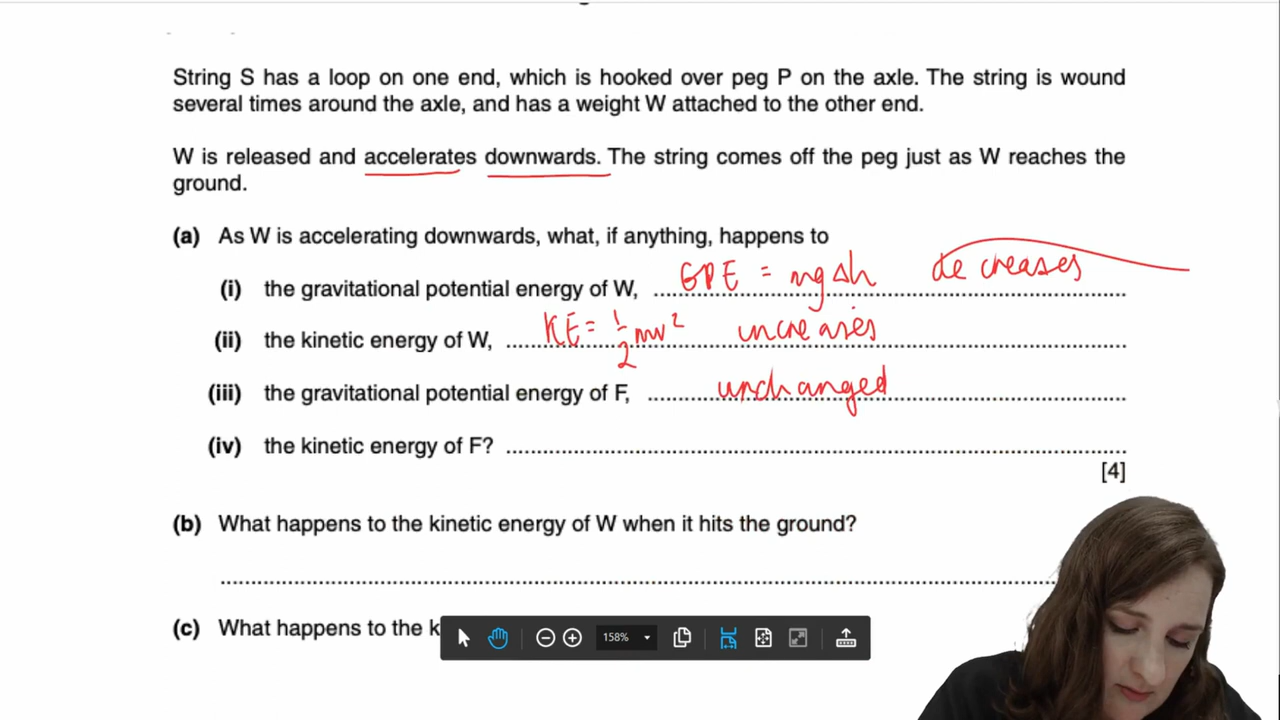 String S has a loop on one end, which is hooked over peg P on the axle. The string is wound
several times around the axle, and has a weight W attached to the other end.
W is released and accelerates downwards. The string comes off the peg just as W reaches the
ground.
(a) As W is accelerating downwards, what, if anything, happens to
(i) the gravitational potential energy of W, GPE = mgΔh decreases
(ii) the kinetic energy of W, KE = 1/2 mv² increases
(iii) the gravitational potential energy of F, unchanged
(iv) the kinetic energy of F?
[4]
(b) What happens to the kinetic energy of W when it hits the ground?
(c) What happens to the k
158%